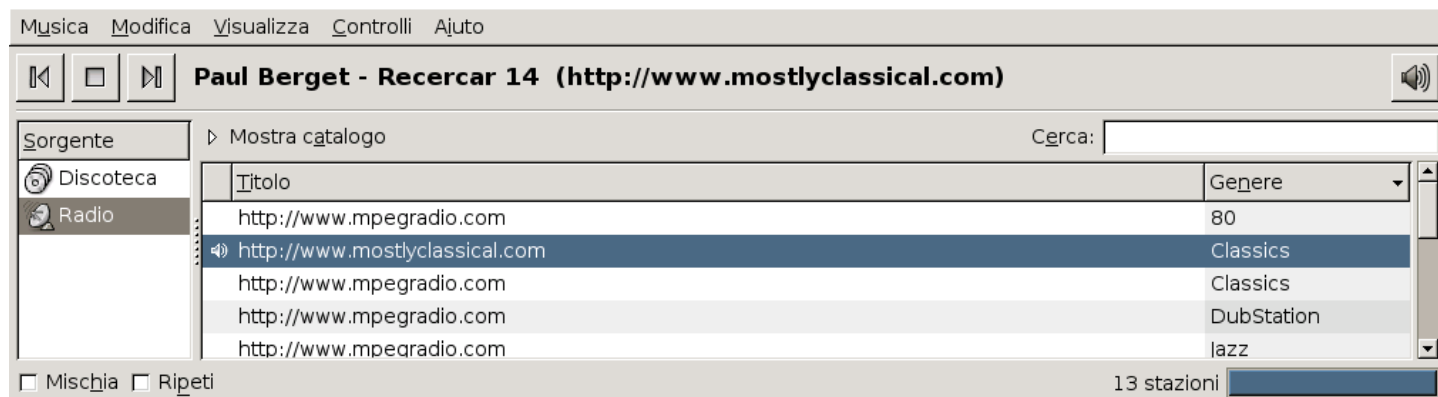 Musica Modifica Visualizza Controlli Aiuto
Paul Berget - Recercar 14 (http://www.mostlyclassical.com)
Sorgente
Discoteca
Radio
Mostra catalogo Cerca:
Titolo Genere
http://www.mpegradio.com 80
http://www.mostlyclassical.com Classics
http://www.mpegradio.com Classics
http://www.mpegradio.com DubStation
http://www.mpegradio.com Jazz
Mischia Ripeti 13 stazioni